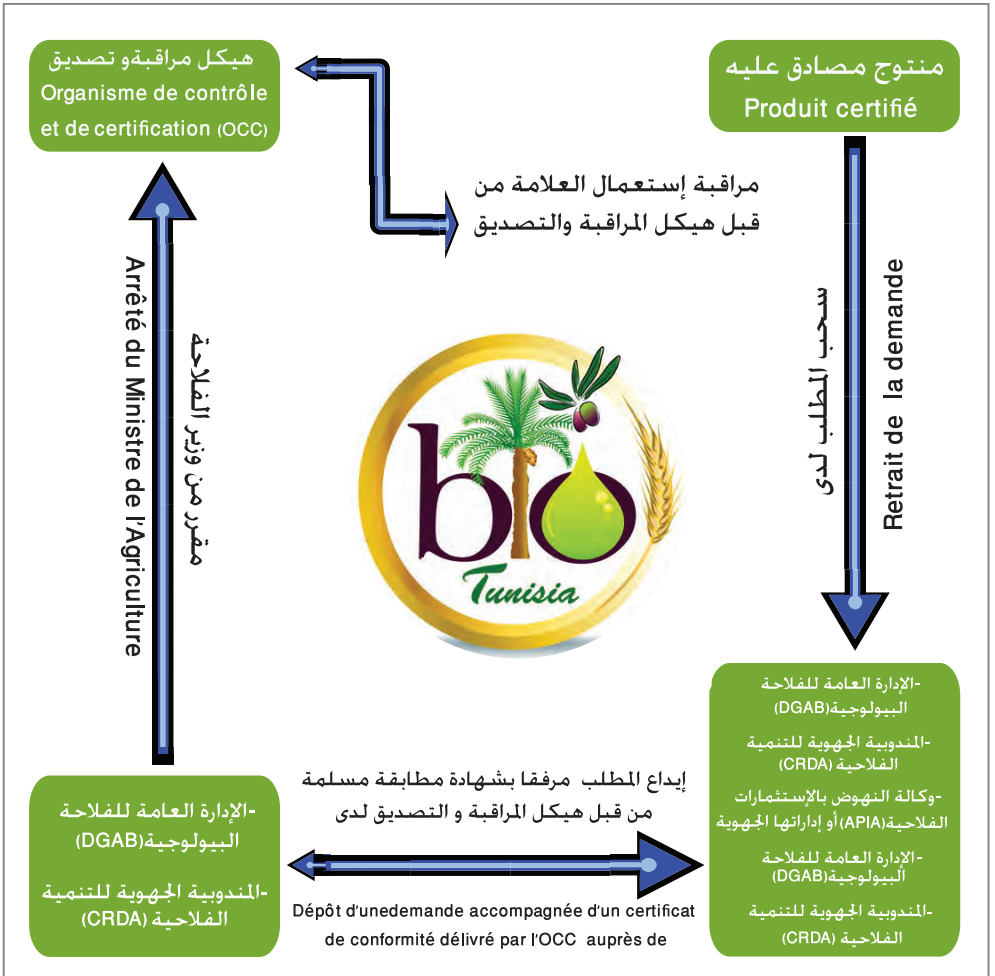 هيكل مراقبةو تصديق
Organisme de contrôle
et de certification (OCC)
منتوج مصادق عليه
Produit certifié
مراقبة إستعمال العلامة من
قبل هيكل المراقبة والتصديق
Arrêté du Ministre de l'Agriculture
مقرر من وزير الفلاحة
سحب المطلب لدى
Retrait de la demande
bio
Tunisia
-الإدارة العامة للفلاحة
البيولوجية(DGAB)
-المندوبية الجهوية للتنمية
الفلاحية (CRDA)
-وكالة النهوض بالإستثمارات
الفلاحية(APIA) أو إداراتها الجهوية
-الإدارة العامة للفلاحة
البيولوجية(DGAB)
-المندوبية الجهوية للتنمية
الفلاحية (CRDA)
إيداع المطلب مرفقا بشهادة مطابقة مسلمة
من قبل هيكل المراقبة و التصديق لدى
Dépôt d'unedemande accompagnée d'un certificat
de conformité délivré par l'OCC auprès de
-الإدارة العامة للفلاحة
البيولوجية(DGAB)
-المندوبية الجهوية للتنمية
الفلاحية (CRDA)